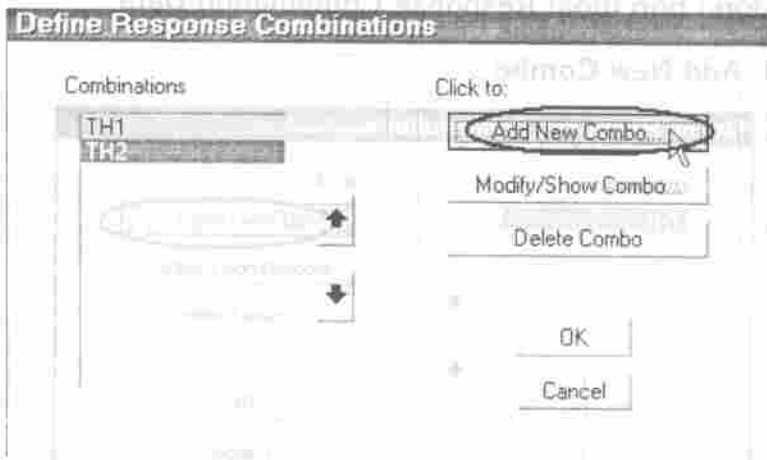 Define Response Combinations
Combinations
Click to:
TH1
TH2
Add New Combo...
Modify/Show Combo...
Delete Combo
OK
Cancel